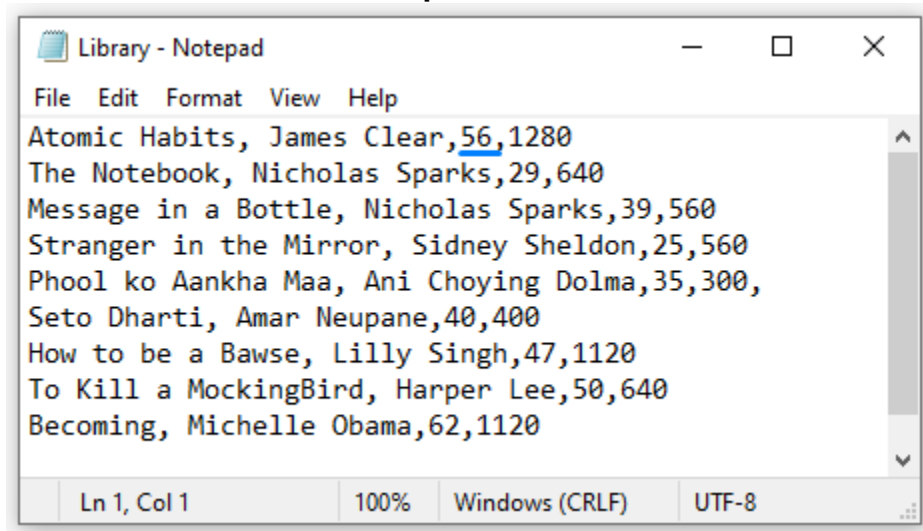 Library - Notepad
File Edit Format View Help
Atomic Habits, James Clear,56,1280
The Notebook, Nicholas Sparks,29,640
Message in a Bottle, Nicholas Sparks,39,560
Stranger in the Mirror, Sidney Sheldon,25,560
Phool ko Aankha Maa, Ani Choying Dolma,35,300,
Seto Dharti, Amar Neupane,40,400
How to be a Bawse, Lilly Singh,47,1120
To Kill a MockingBird, Harper Lee,50,640
Becoming, Michelle Obama,62,1120
Ln 1, Col 1 100% Windows (CRLF) UTF-8